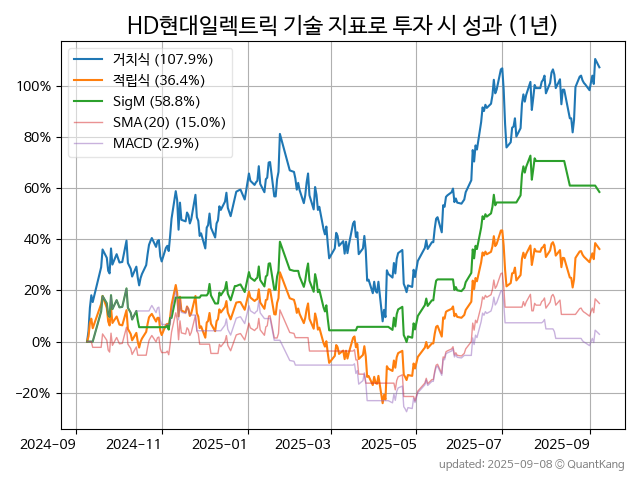 HD현대일렉트릭 기술 지표로 투자 시 성과 (1년)
거치식 (107.9%)
적립식 (36.4%)
SigM (58.8%)
SMA(20) (15.0%)
MACD (2.9%)
100%
80%
60%
40%
20%
0%
−20%
2024-09 2024-11 2025-01 2025-03 2025-05 2025-07 2025-09
updated: 2025-09-08 © QuantKang